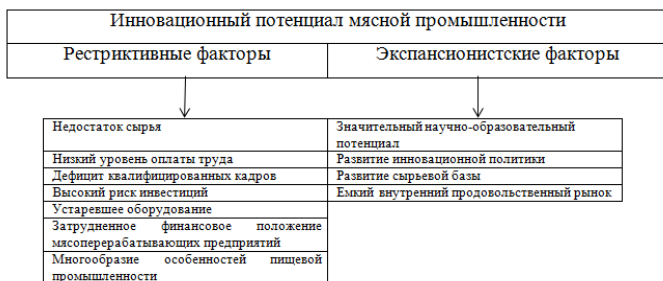 Инновационный потенциал мясной промышленности
Рестриктивные факторы
Экспансионистские факторы
Недостаток сырья
Низкий уровень оплаты труда
Дефицит квалифицированных кадров
Высокий риск инвестиций
Устаревшее оборудование
Затрудненное финансовое положение
мясоперерабатывающих предприятий
Многообразие особенностей пищевой
промышленности
Значительный научно-образовательный
потенциал
Развитие инновационной политики
Развитие сырьевой базы
Емкий внутренний продовольственный рынок